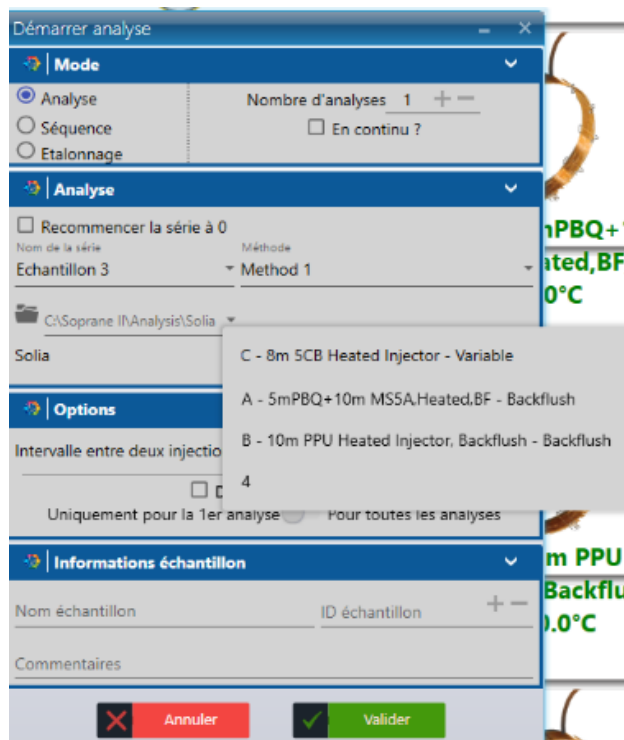 Démarrer analyse
Mode
Analyse
Nombre d'analyses 1
Séquence
En continu ?
Etalonnage
Analyse
Recommencer la série à 0
Nom de la série
Méthode
Echantillon 3
Method 1
C:\Soprane II\Analysis\Solia
Solia
C - 8m 5CB Heated Injector - Variable
A - 5mPBQ+10m MS5A,Heated,BF - Backflush
B - 10m PPU Heated Injector, Backflush - Backflush
4
Options
Intervalle entre deux injectio
Uniquement pour la 1er analyse
Pour toutes les analyses
Informations échantillon
Nom échantillon
ID échantillon
Commentaires
Annuler
Valider
mPBQ+1
ated,BF
0°C
m PPU
Backflu
0.0°C